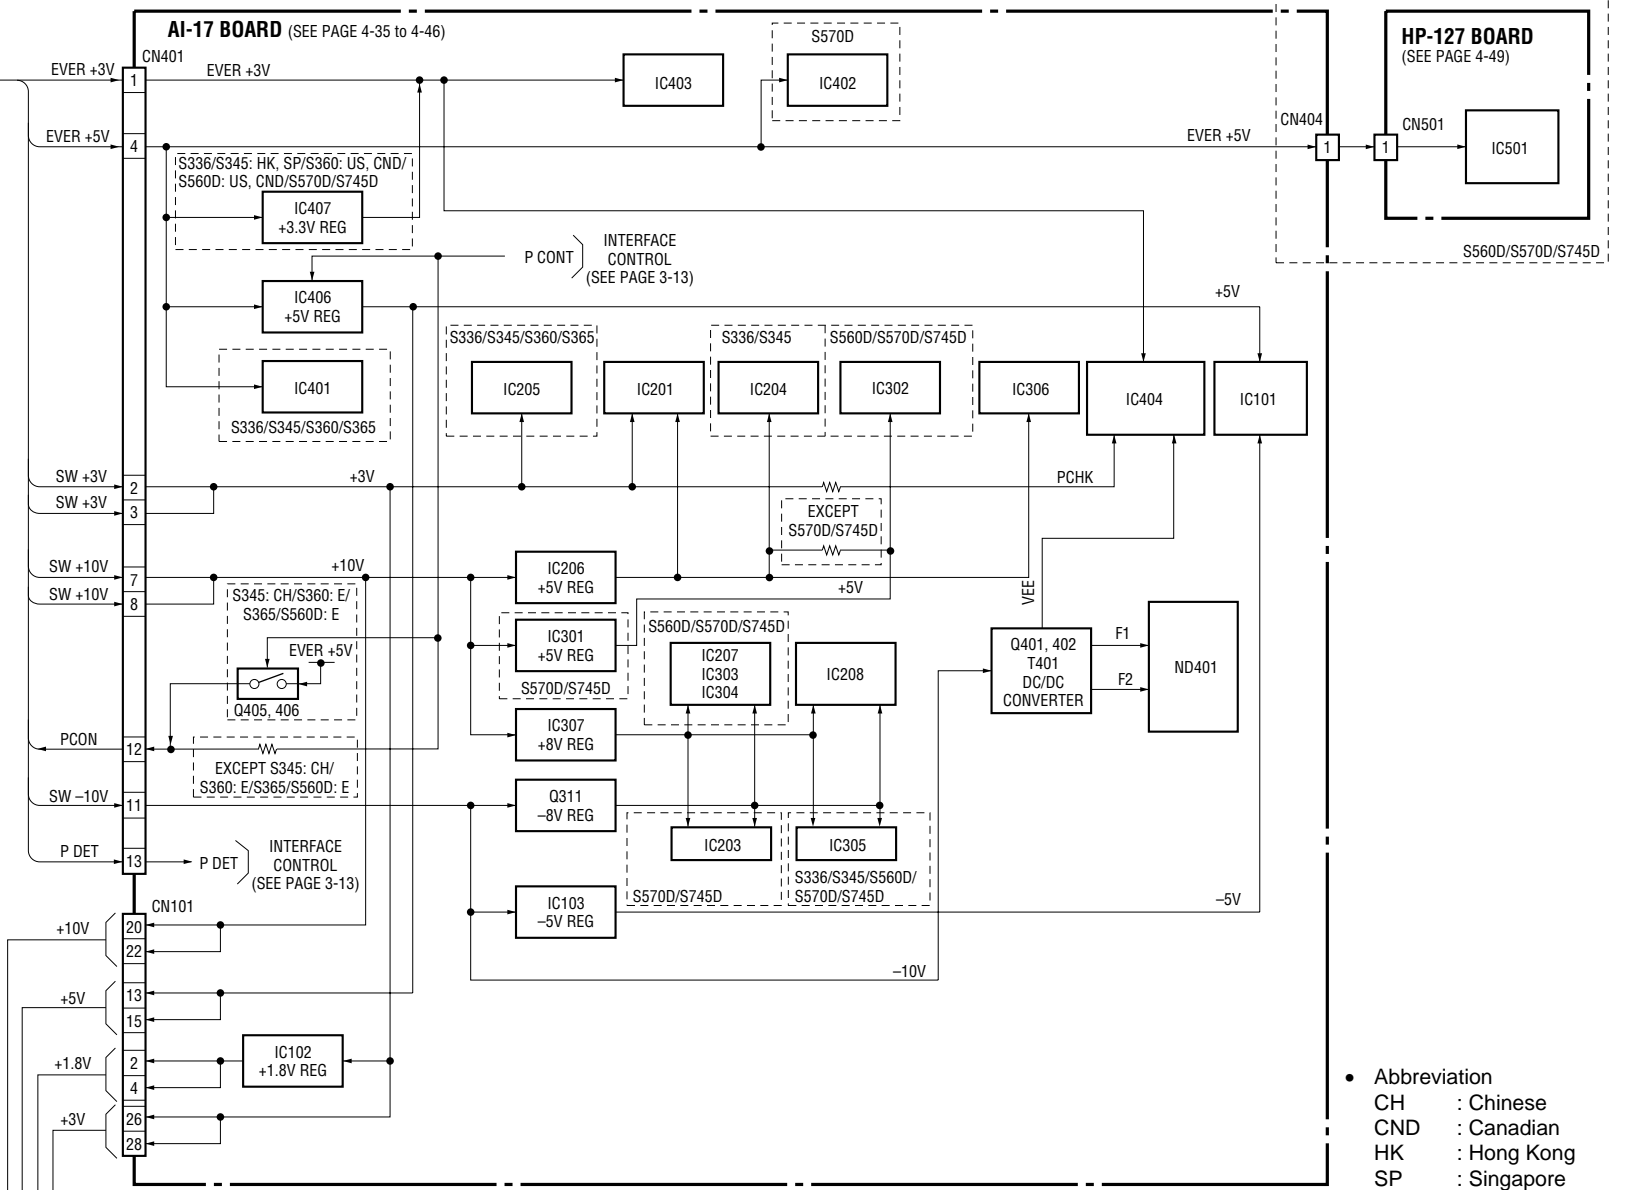 AI-17 BOARD (SEE PAGE 4-35 to 4-46)
HP-127 BOARD
(SEE PAGE 4-49)
S570D
CN401
EVER +3V
1
EVER +3V
IC403
IC402
EVER +5V
4
EVER +5V
CN404
1
CN501
1
IC501
S560D/S570D/S745D
S336/S345: HK, SP/S360: US, CND/
S560D: US, CND/S570D/S745D
IC407
+3.3V REG
P CONT
INTERFACE
CONTROL
(SEE PAGE 3-13)
IC406
+5V REG
+5V
IC401
S336/S345/S360/S365
S336/S345/S360/S365
IC205
IC201
S336/S345
IC204
S560D/S570D/S745D
IC302
IC306
IC404
IC101
SW +3V
2
+3V
PCHK
SW +3V
3
EXCEPT
S570D/S745D
SW +10V
7
+10V
IC206
+5V REG
+5V
SW +10V
8
S345: CH/S360: E/
S365/S560D: E
EVER +5V
Q405, 406
IC301
+5V REG
S570D/S745D
S560D/S570D/S745D
IC207
IC303
IC304
IC208
VEE
Q401, 402
T401
DC/DC
CONVERTER
F1
F2
ND401
PCON
12
EXCEPT S345: CH/
S360: E/S365/S560D: E
IC307
+8V REG
SW –10V
11
Q311
–8V REG
IC203
S570D/S745D
IC305
S336/S345/S560D/
S570D/S745D
P DET
13
P DET
INTERFACE
CONTROL
(SEE PAGE 3-13)
IC103
–5V REG
–5V
–10V
CN101
+10V
20
22
+5V
13
15
+1.8V
2
4
IC102
+1.8V REG
+3V
26
28
• Abbreviation
CH : Chinese
CND : Canadian
HK : Hong Kong
SP : Singapore